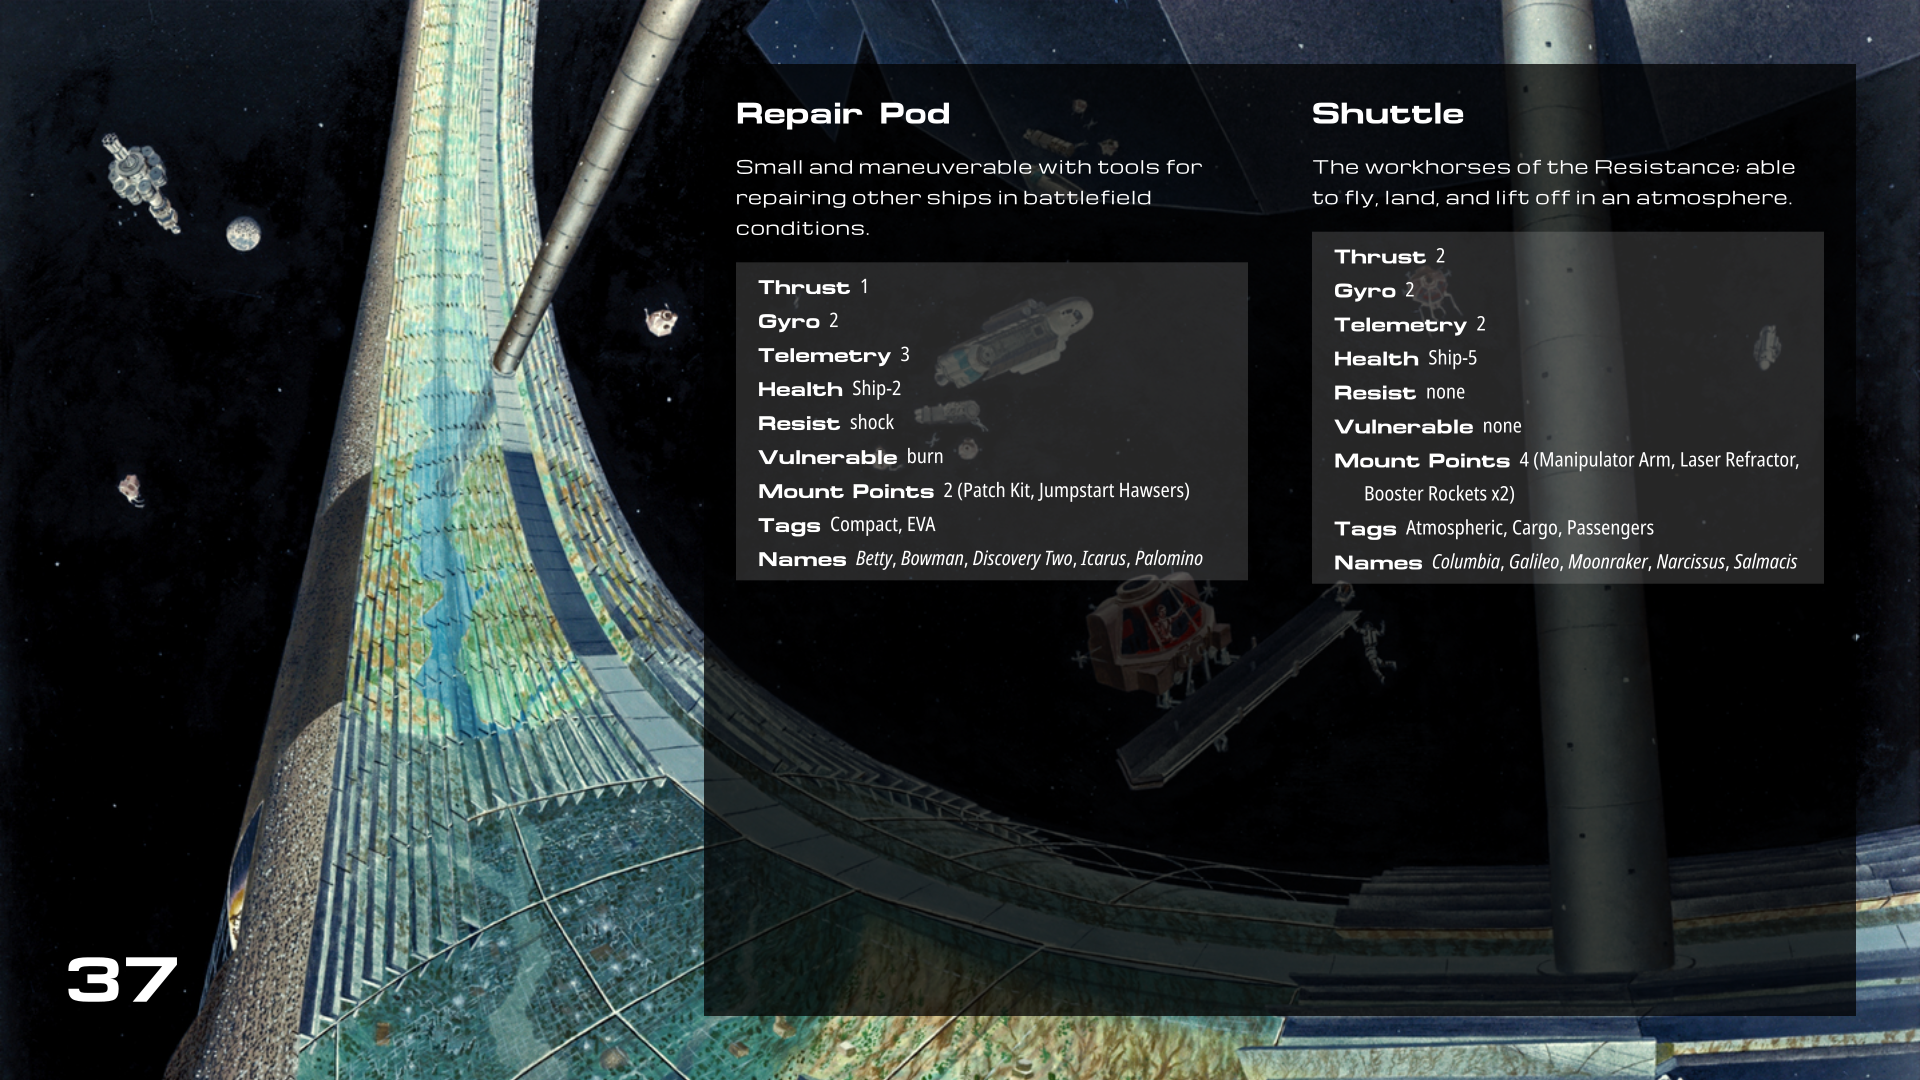 Repair Pod
Small and maneuverable with tools for
repairing other ships in battlefield
conditions.
Thrust 1
Gyro 2
Telemetry 3
Health Ship-2
Resist shock
Vulnerable burn
Mount Points 2 (Patch Kit, Jumpstart Hawsers)
Tags Compact, EVA
Names Betty, Bowman, Discovery Two, Icarus, Palomino
Shuttle
The workhorses of the Resistance; able
to fly, land, and lift off in an atmosphere.
Thrust 2
Gyro 2
Telemetry 2
Health Ship-5
Resist none
Vulnerable none
Mount Points 4 (Manipulator Arm, Laser Refractor,
Booster Rockets x2)
Tags Atmospheric, Cargo, Passengers
Names Columbia, Galileo, Moonraker, Narcissus, Salmacis
37